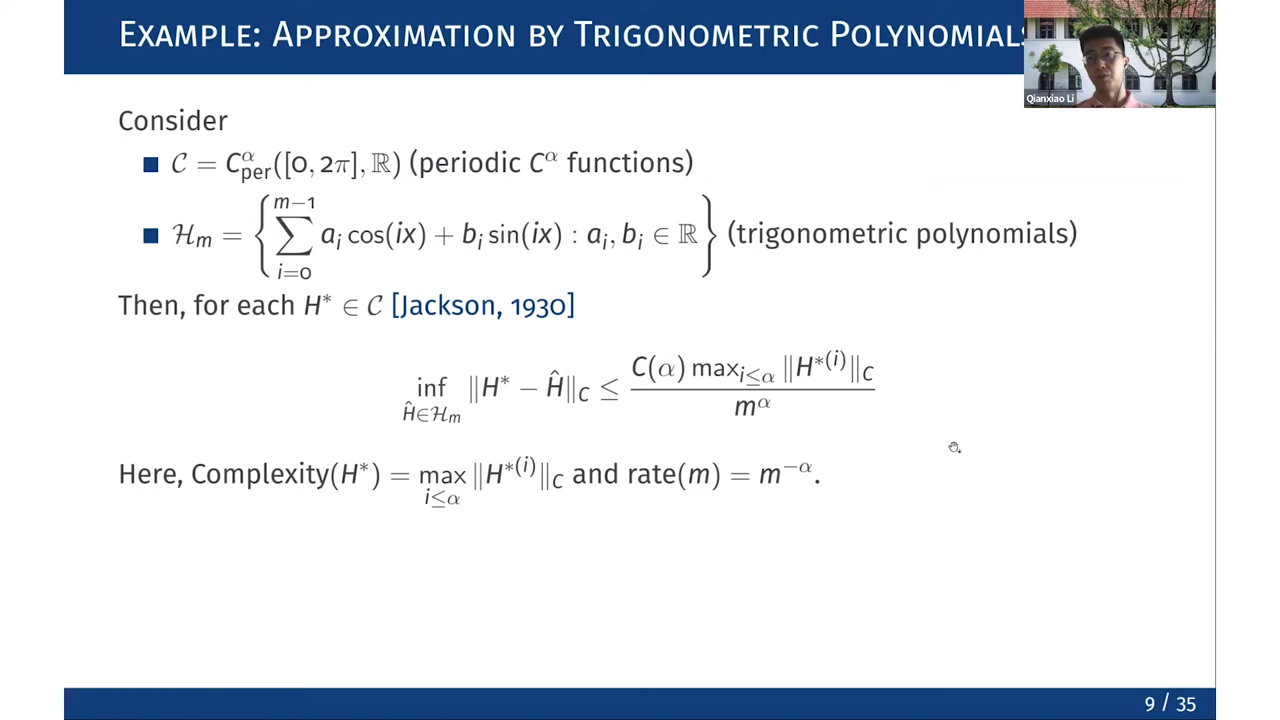 EXAMPLE: APPROXIMATION BY TRIGONOMETRIC POLYNOMIALS
Qianxiao Li
Consider
𝒞 = C^α_per([0, 2π], ℝ) (periodic C^α functions)
ℋ_m = { ∑_{i=0}^{m−1} a_i cos(ix) + b_i sin(ix) : a_i, b_i ∈ ℝ } (trigonometric polynomials)
Then, for each H* ∈ 𝒞 [Jackson, 1930]
inf_{Ĥ∈ℋ_m} ‖H* − Ĥ‖_C ≤ C(α) max_{i≤α} ‖H*^(i)‖_C / m^α
Here, Complexity(H*) = max_{i≤α} ‖H*^(i)‖_C and rate(m) = m^−α.
9 / 35